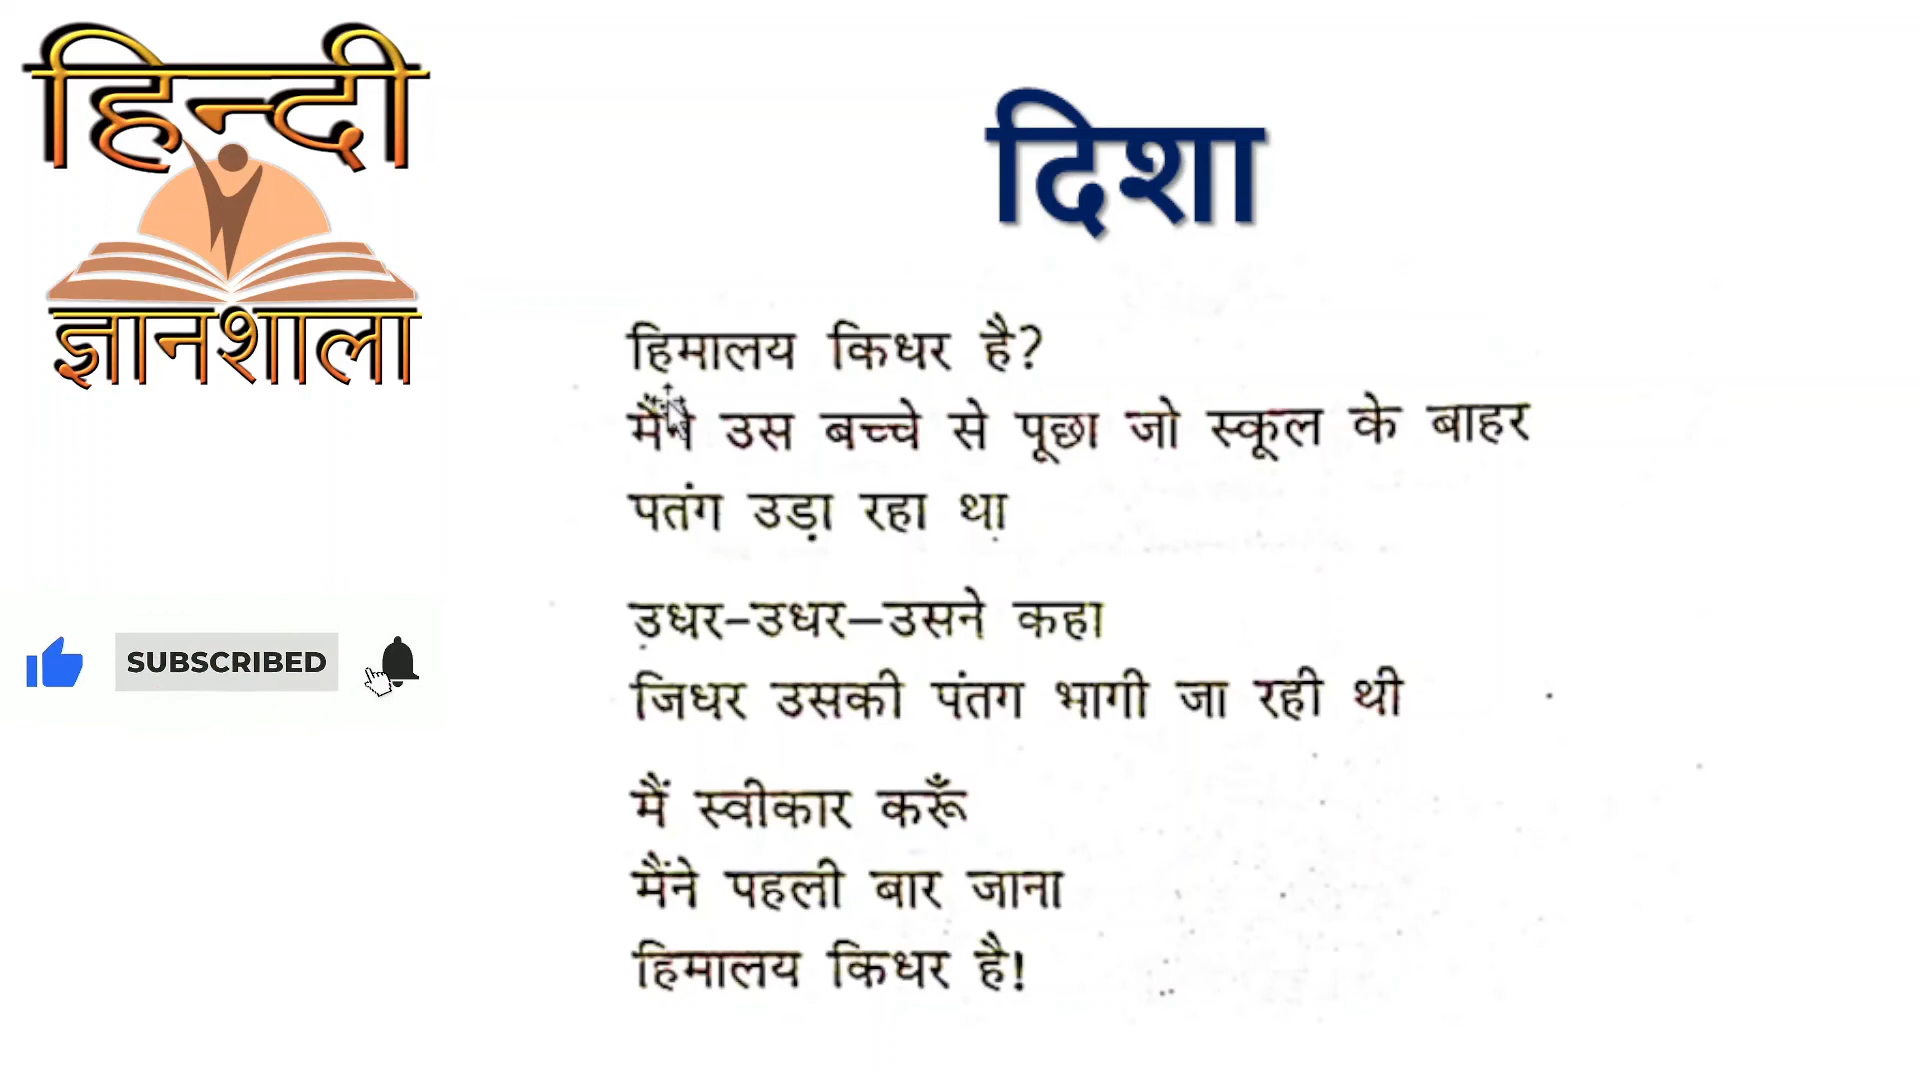 हिन्दी
ज्ञानशाला
दिशा
हिमालय किधर है?
मैंने उस बच्चे से पूछा जो स्कूल के बाहर
पतंग उड़ा रहा था
उधर-उधर—उसने कहा
जिधर उसकी पंतग भागी जा रही थी
SUBSCRIBED
मैं स्वीकार करूँ
मैंने पहली बार जाना
हिमालय किधर है!